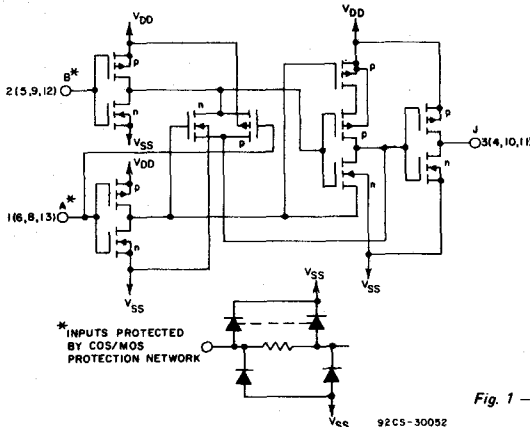 VDD
VDD
B*
2(5,9,12)
p
n
VSS
VDD
n
p
p
p
n
p
n
J
3(4,10,11)
A*
1(6,8,13)
p
n
VSS
VSS
VSS
*INPUTS PROTECTED
BY COS/MOS
PROTECTION NETWORK
VSS
92CS-30052
Fig. 1 —